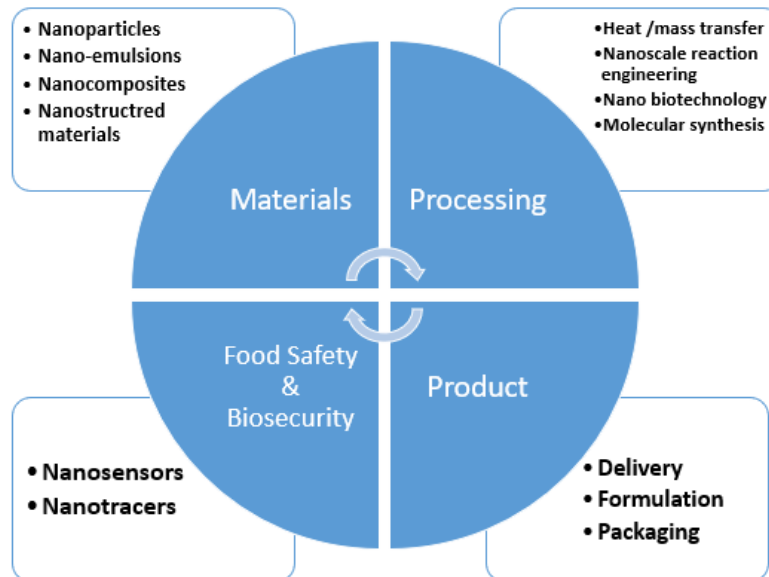 • Nanoparticles
• Nano-emulsions
• Nanocomposites
• Nanostructred
materials
•Heat /mass transfer
•Nanoscale reaction
engineering
•Nano biotechnology
•Molecular synthesis
Materials
Processing
Food Safety
&
Biosecurity
Product
• Nanosensors
• Nanotracers
• Delivery
• Formulation
• Packaging